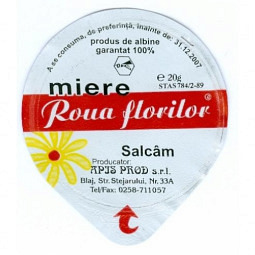 A se consuma, de preferință, înainte de: 31.12.2007
produs de albine
garantat 100%
miere
℮ 20g
STAS 784/2-89
Roua florilor ®
Salcâm
Producator:
APIS PROD s.r.l.
Blaj, Str. Stejarului, Nr. 33A
Tel/Fax: 0258-711057